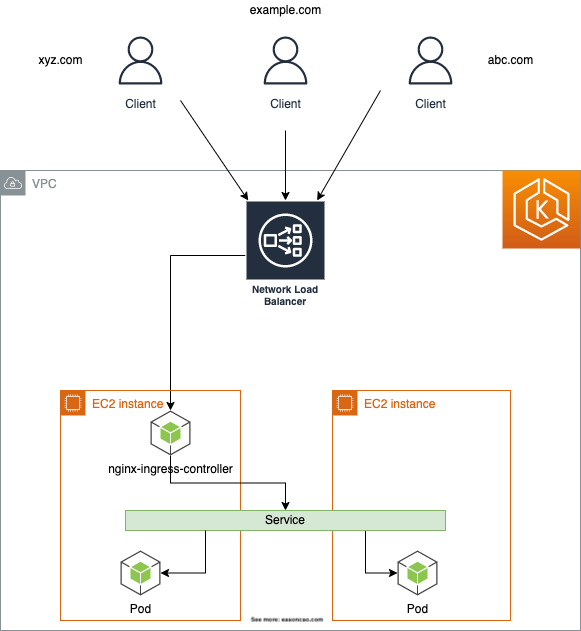 example.com
xyz.com
abc.com
Client
Client
Client
VPC
K
Network Load
Balancer
EC2 instance
EC2 instance
nginx-ingress-controller
Service
Pod
Pod
See more: easoncao.com